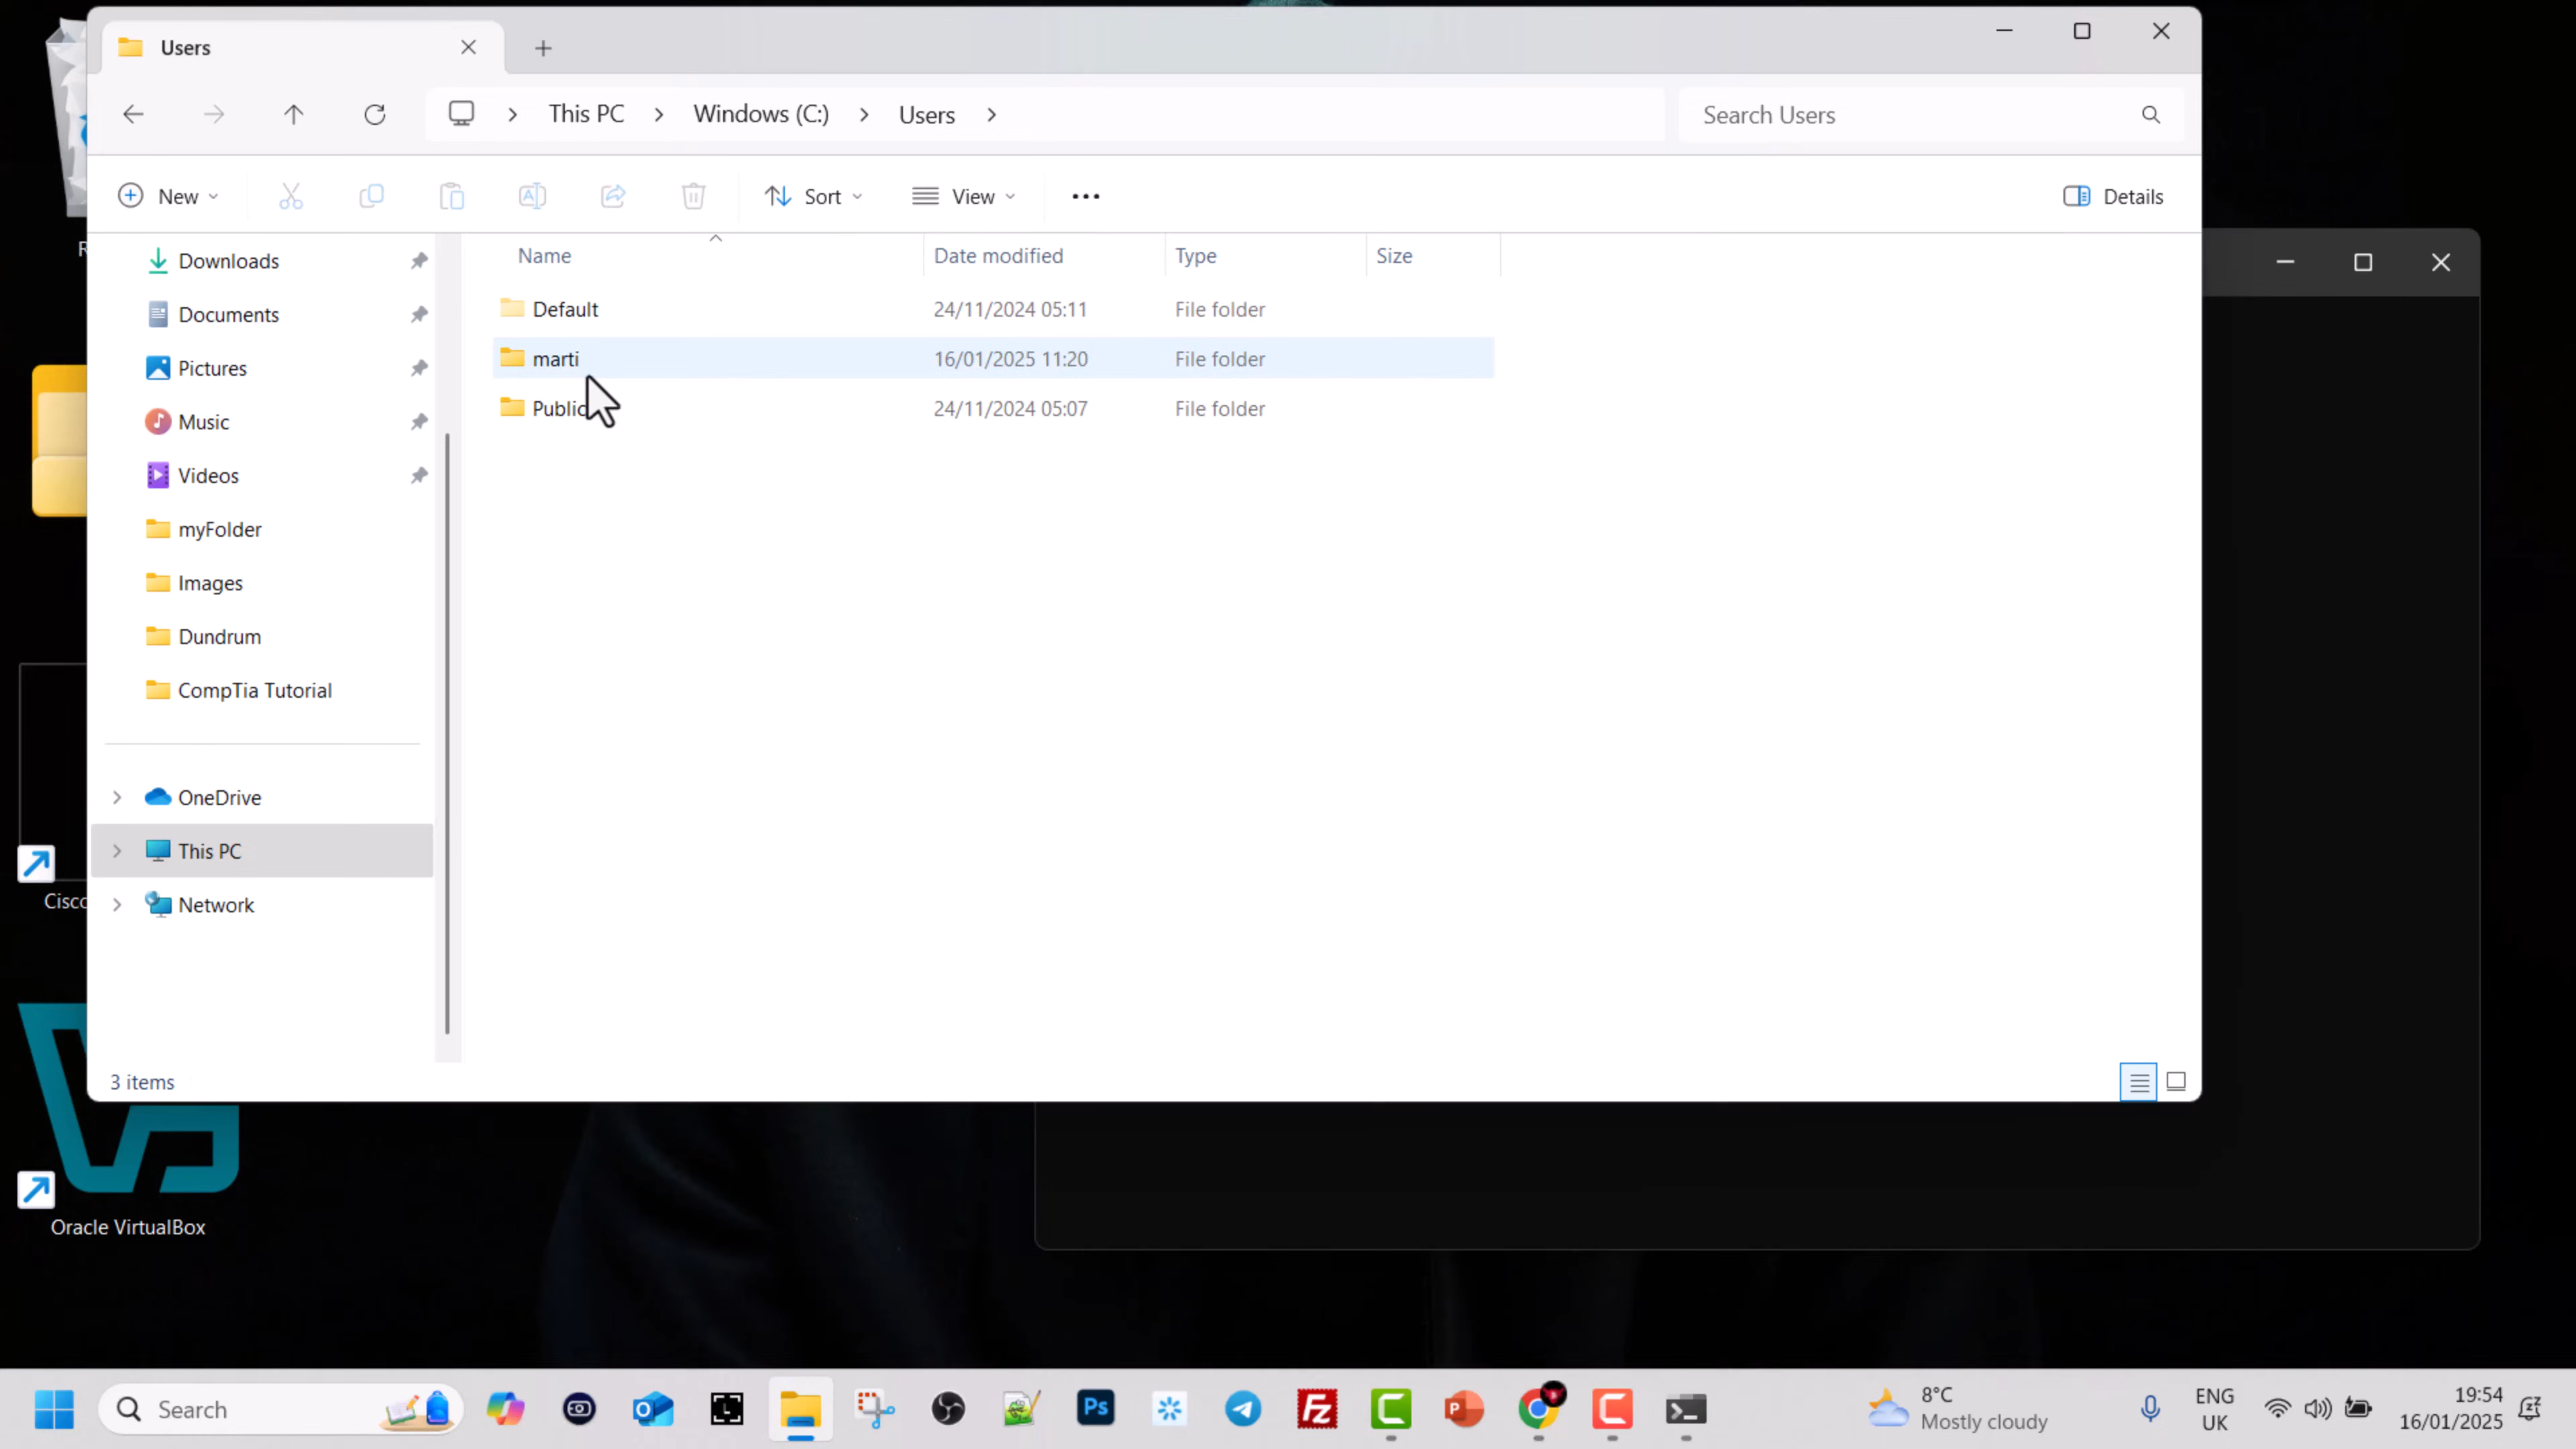 Users
This PC
Windows (C:)
Users
Search Users
New
Sort
View
Details
Name
Date modified
Type
Size
Downloads
Documents
Pictures
Music
Videos
myFolder
Images
Dundrum
CompTia Tutorial
OneDrive
This PC
Network
Default 24/11/2024 05:11 File folder
marti 16/01/2025 11:20 File folder
Public 24/11/2024 05:07 File folder
3 items
Oracle VirtualBox
Search
Ps
Fz
8°C
Mostly cloudy
ENG
UK
19:54
16/01/2025